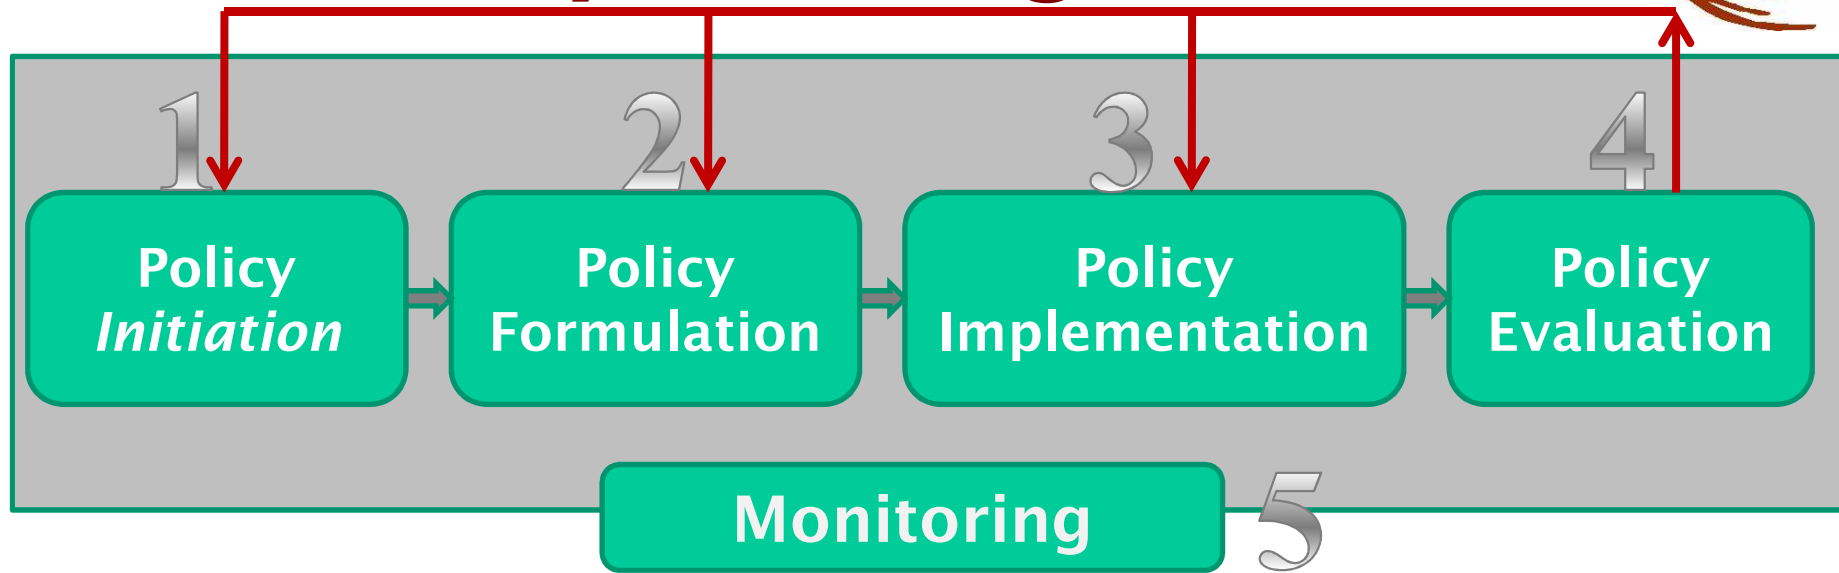 1
2
3
4
Policy
Initiation
Policy
Formulation
Policy
Implementation
Policy
Evaluation
Monitoring
5